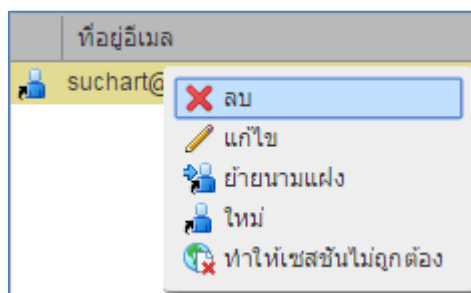 ที่อยู่อีเมล
suchart@
ลบ
แก้ไข
ย้ายนามแฝง
ใหม่
ทำให้เซสชันไม่ถูกต้อง